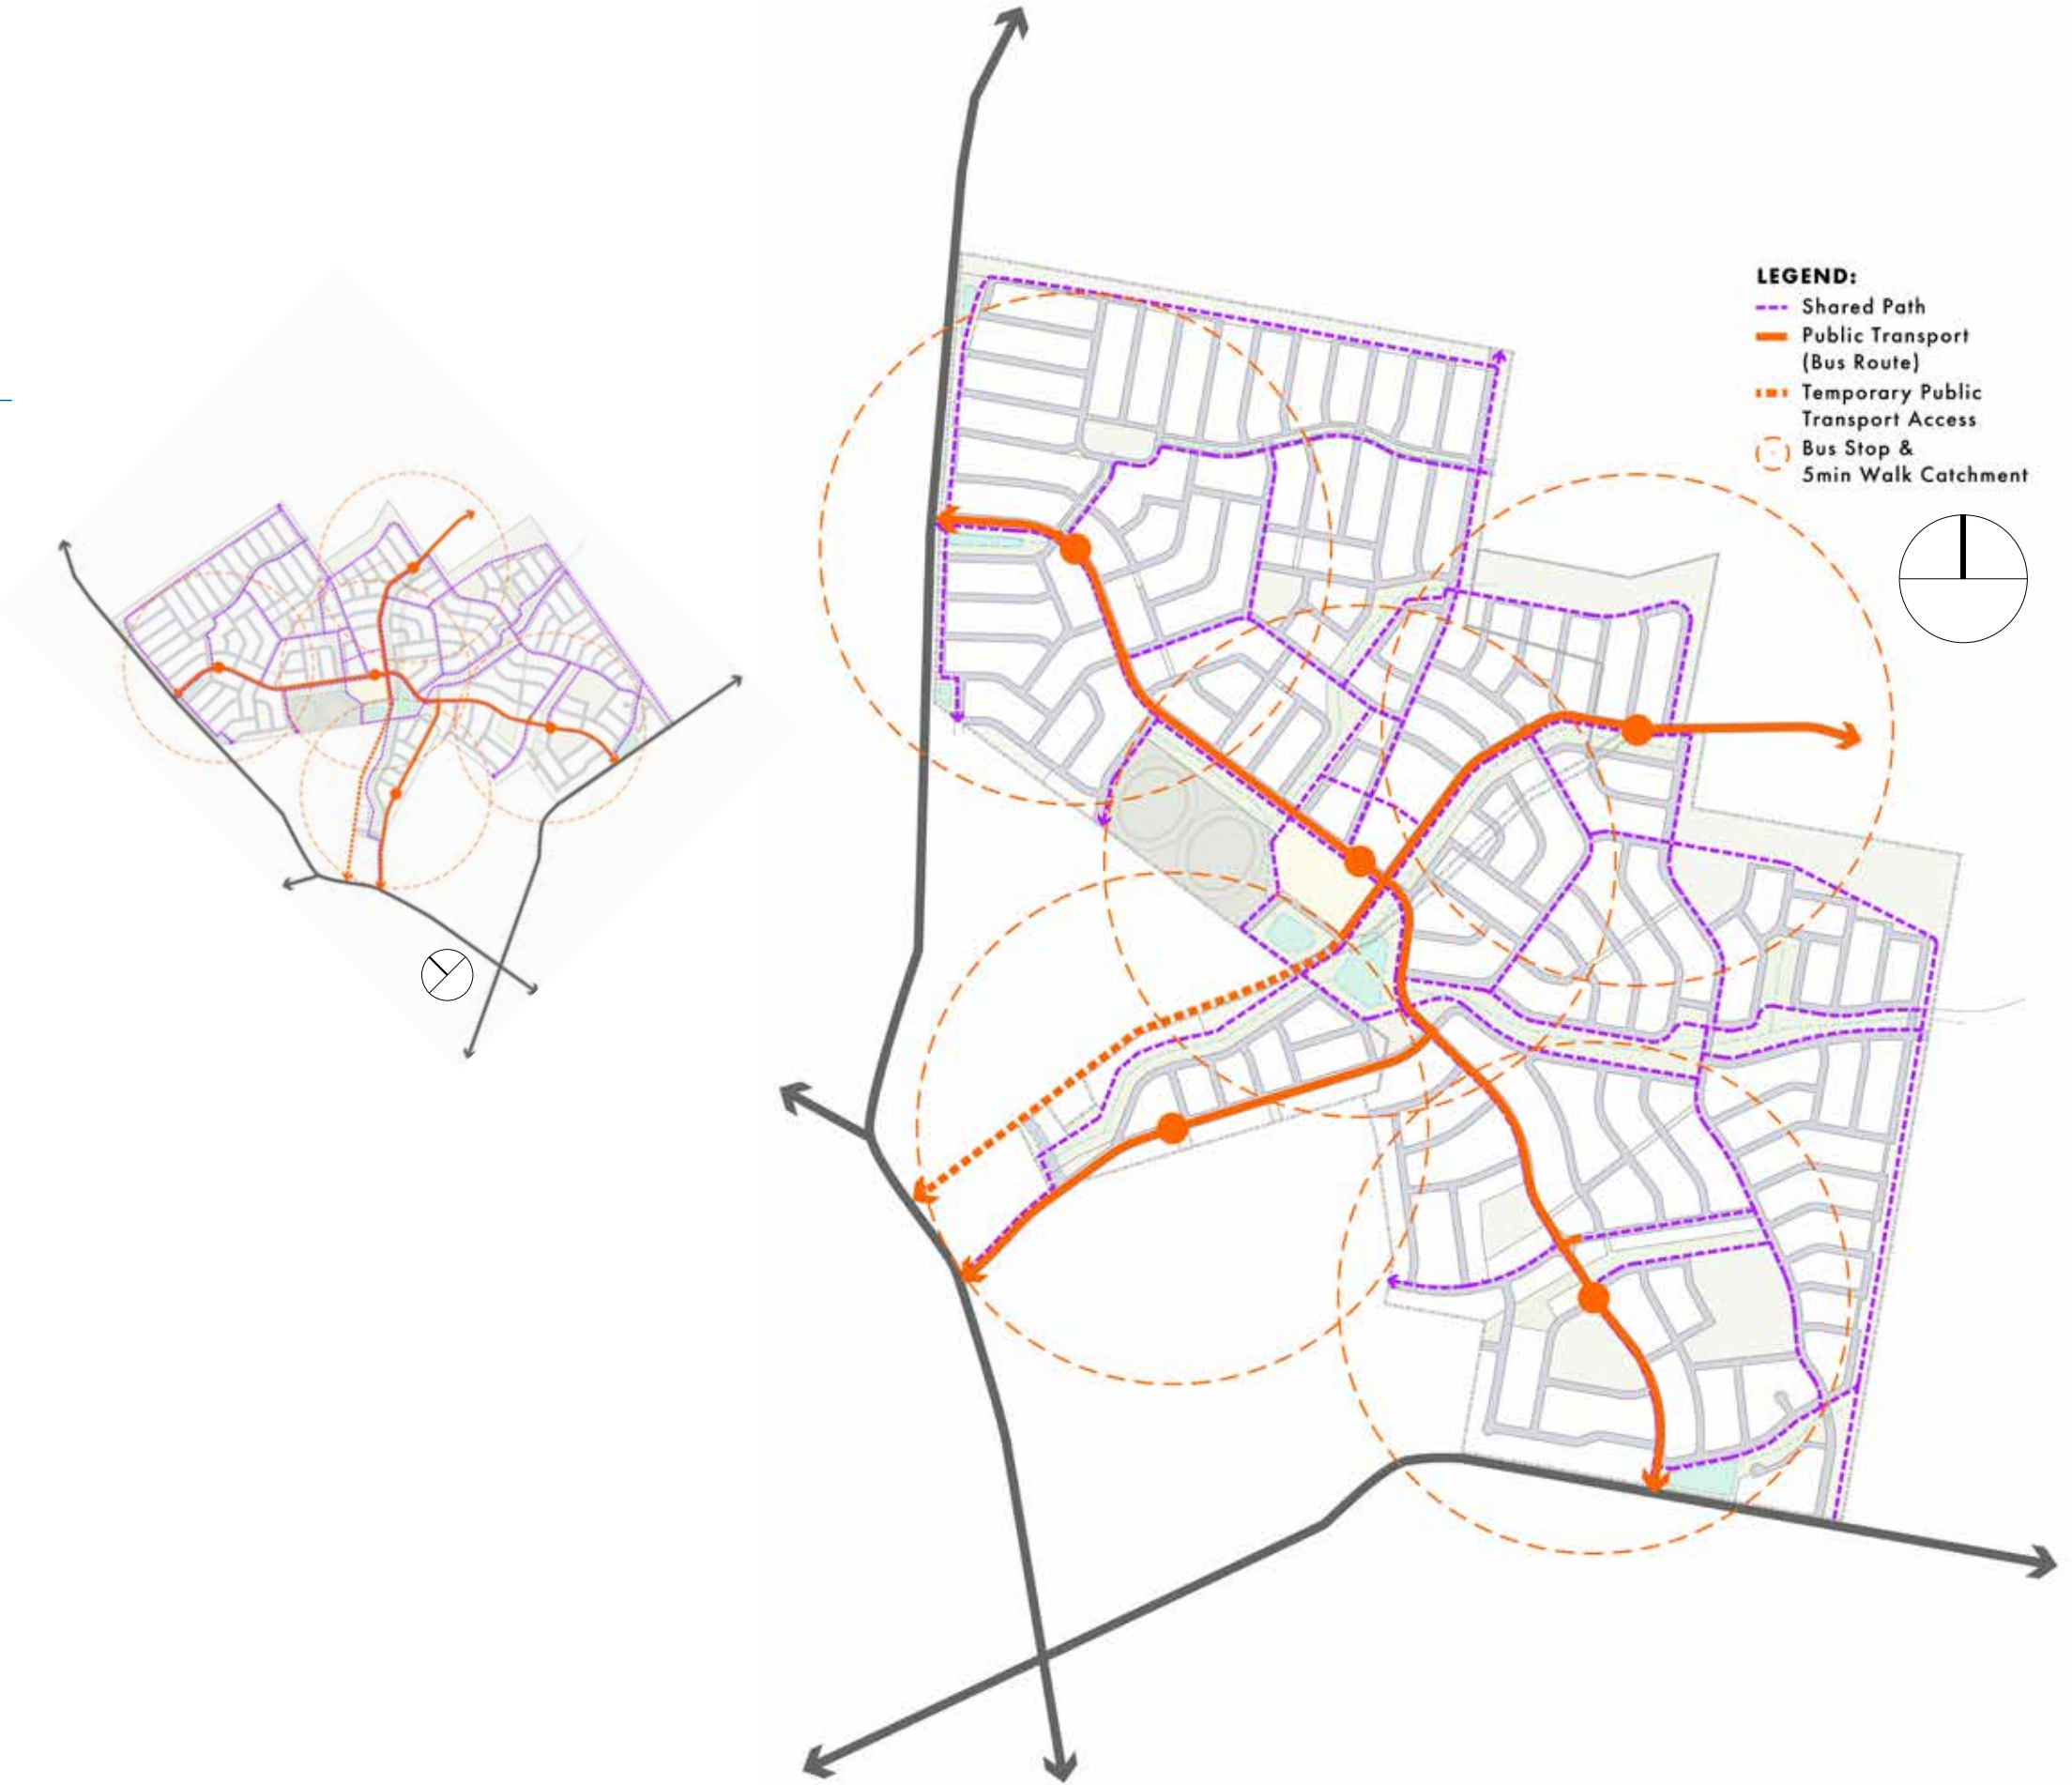 LEGEND:
Shared Path
Public Transport
(Bus Route)
Temporary Public
Transport Access
Bus Stop &
5min Walk Catchment